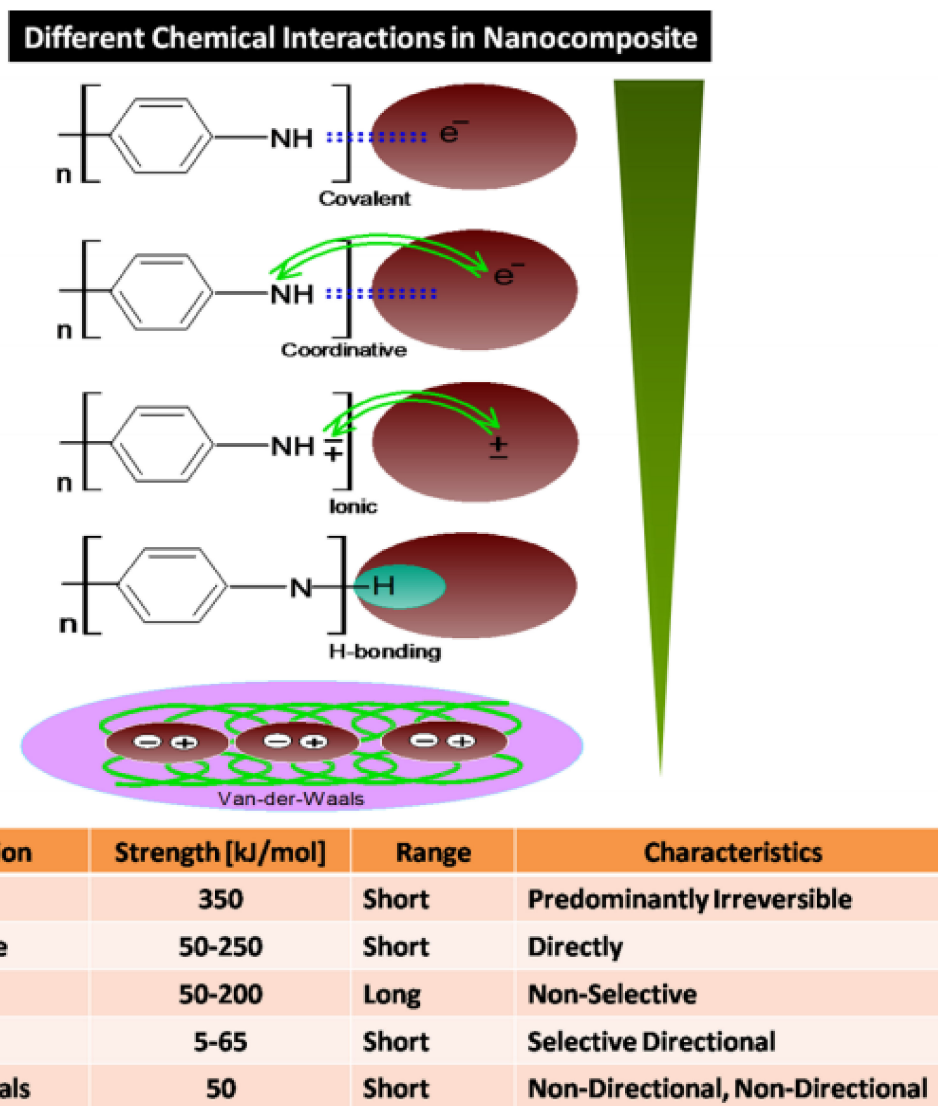 Different Chemical Interactions in Nanocomposite
n NH e⁻
Covalent
n NH e⁻
Coordinative
n NH ∓ ±
Ionic
n N H
H-bonding
− + − + − +
Van-der-Waals
ion Strength [kJ/mol] Range Characteristics
350 Short Predominantly Irreversible
e 50-250 Short Directly
50-200 Long Non-Selective
5-65 Short Selective Directional
als 50 Short Non-Directional, Non-Directional